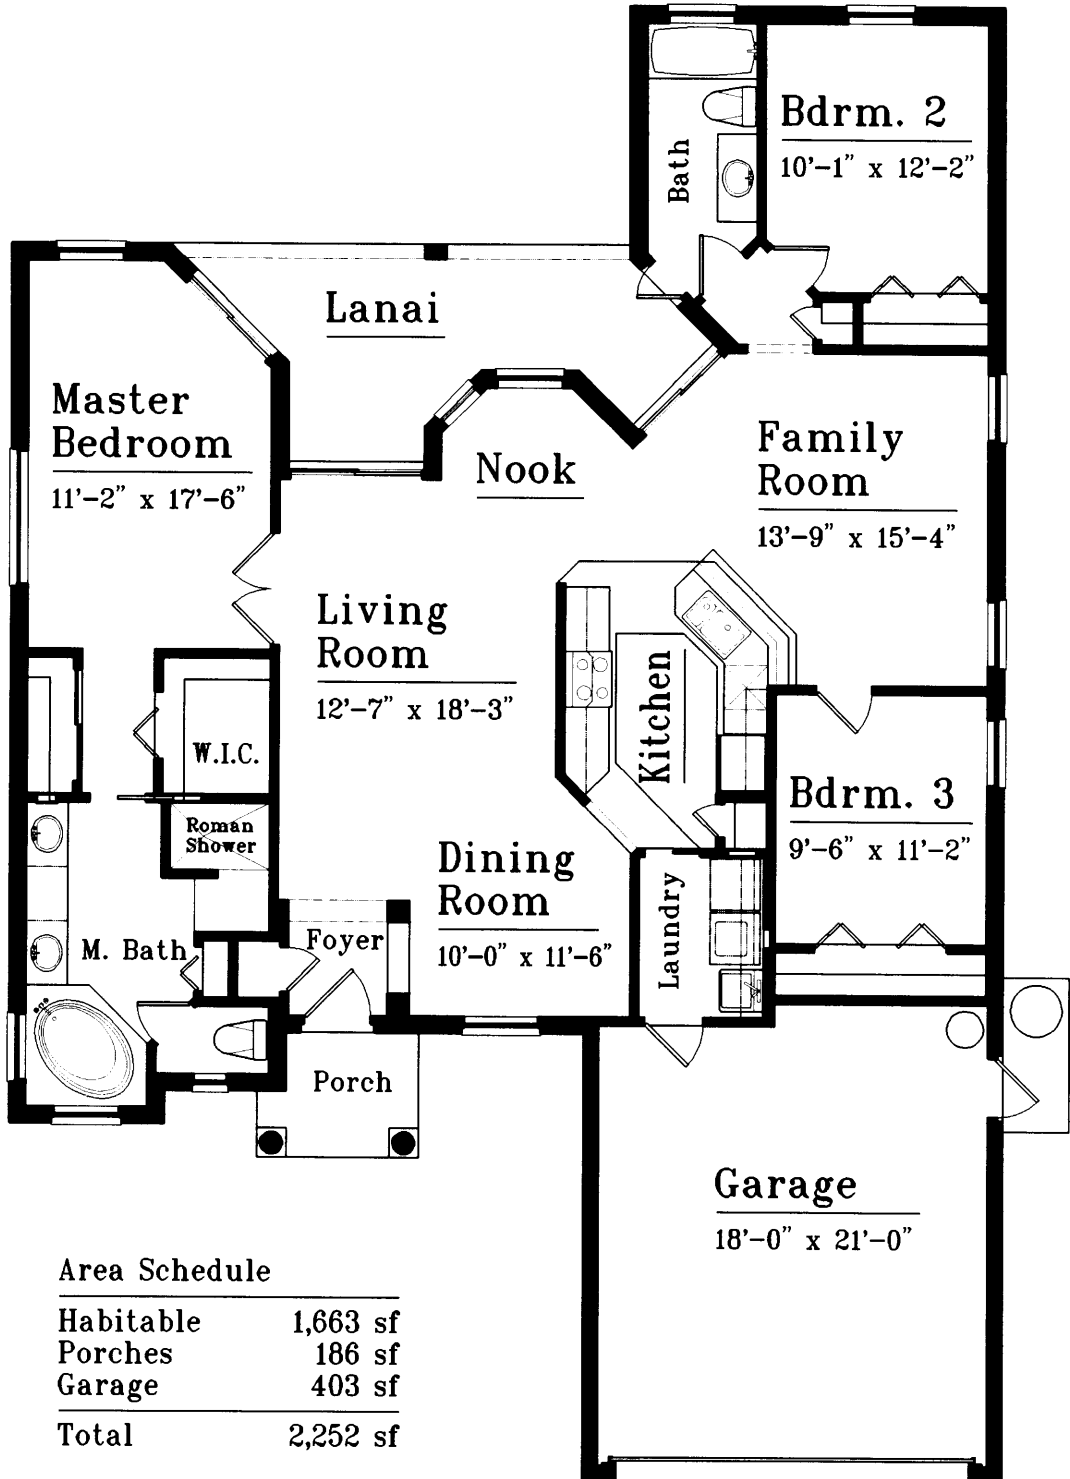 Bdrm. 2
10'-1" x 12'-2"
Bath
Lanai
Master
Bedroom
11'-2" x 17'-6"
Nook
Family
Room
13'-9" x 15'-4"
Living
Room
12'-7" x 18'-3"
Kitchen
W.I.C.
Bdrm. 3
9'-6" x 11'-2"
Roman
Shower
Dining
Room
10'-0" x 11'-6"
Laundry
Foyer
M. Bath
Porch
Garage
18'-0" x 21'-0"
Area Schedule
Habitable 1,663 sf
Porches 186 sf
Garage 403 sf
Total 2,252 sf